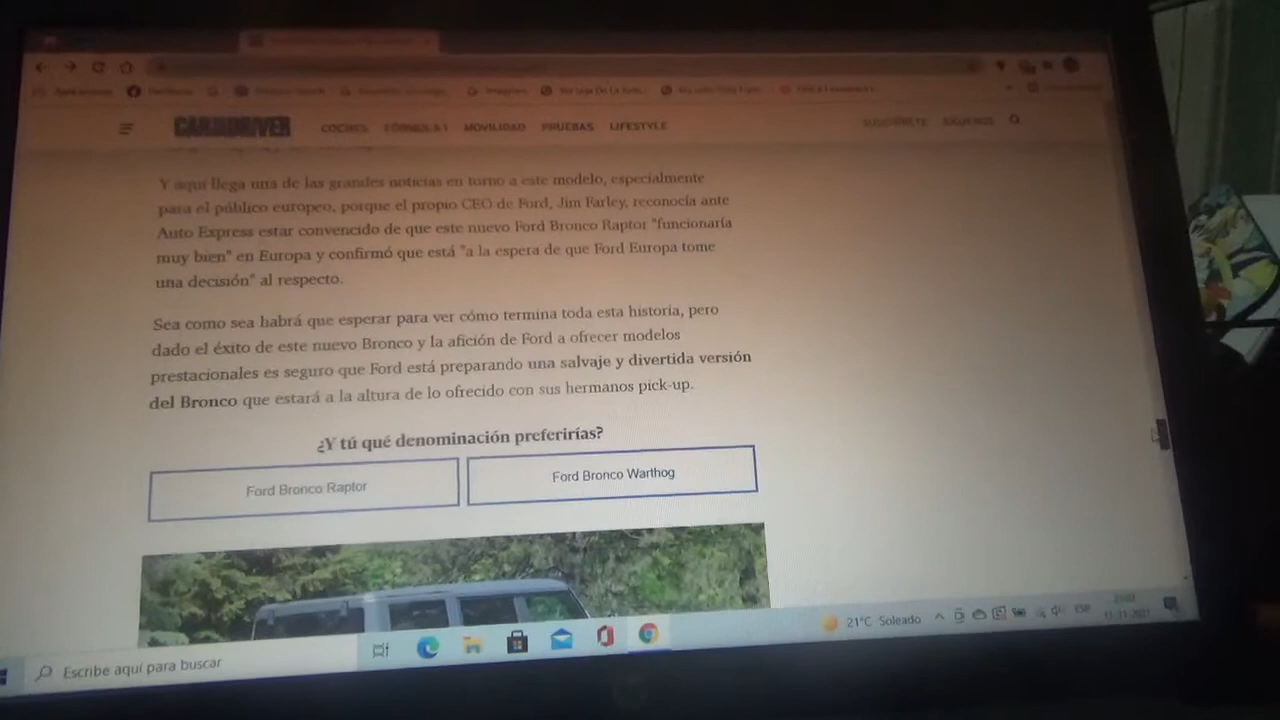 CARANDDRIVER
COCHES FÓRMULA 1 MOVILIDAD PRUEBAS LIFESTYLE
SUSCRÍBETE SÍGUENOS
Y aquí llega una de las grandes noticias en torno a este modelo, especialmente
para el público europeo, porque el propio CEO de Ford, Jim Farley, reconocía ante
Auto Express estar convencido de que este nuevo Ford Bronco Raptor "funcionaría
muy bien" en Europa y confirmó que está "a la espera de que Ford Europa tome
una decisión" al respecto.
Sea como sea habrá que esperar para ver cómo termina toda esta historia, pero
dado el éxito de este nuevo Bronco y la afición de Ford a ofrecer modelos
prestacionales es seguro que Ford está preparando una salvaje y divertida versión
del Bronco que estará a la altura de lo ofrecido con sus hermanos pick-up.
¿Y tú qué denominación preferirías?
Ford Bronco Raptor
Ford Bronco Warthog
21°C Soleado
ESP
Escribe aquí para buscar